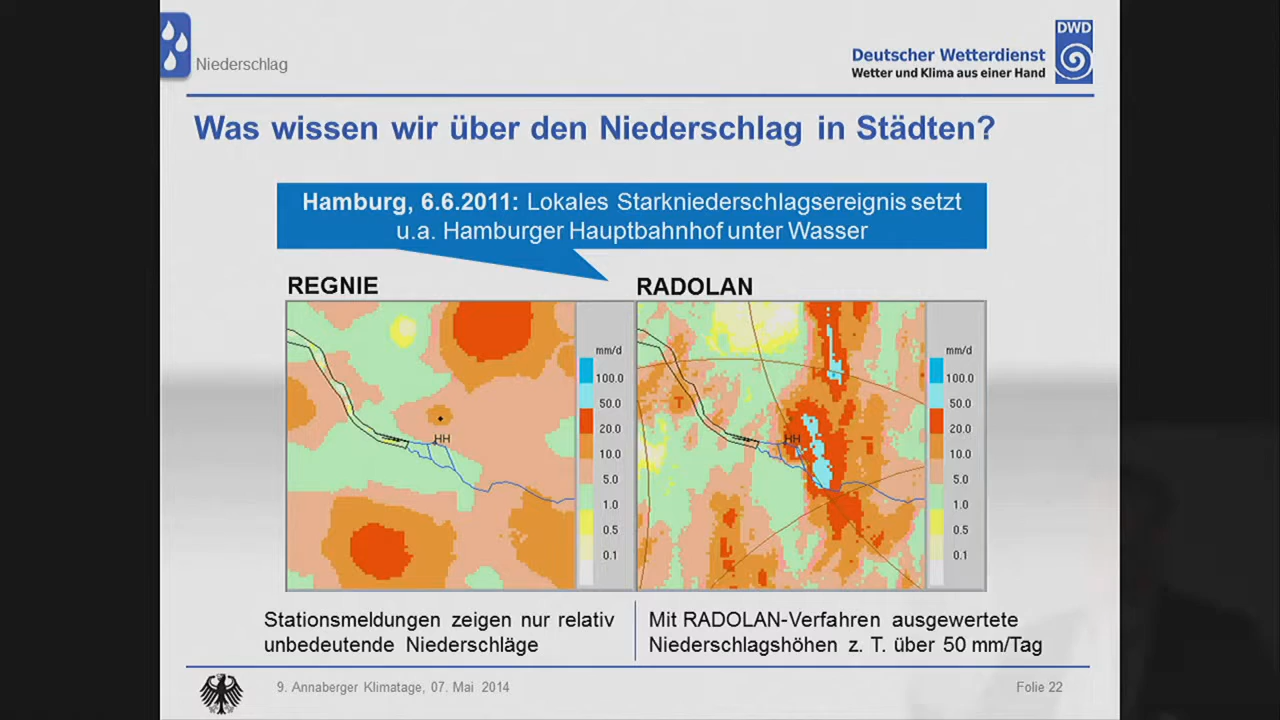 Niederschlag
DWD
Deutscher Wetterdienst
Wetter und Klima aus einer Hand
Was wissen wir über den Niederschlag in Städten?
Hamburg, 6.6.2011: Lokales Starkniederschlagsereignis setzt
u.a. Hamburger Hauptbahnhof unter Wasser
REGNIE
HH
mm/d
100.0
50.0
20.0
10.0
5.0
1.0
0.5
0.1
RADOLAN
HH
mm/d
100.0
50.0
20.0
10.0
5.0
1.0
0.5
0.1
Stationsmeldungen zeigen nur relativ
unbedeutende Niederschläge
Mit RADOLAN-Verfahren ausgewertete
Niederschlagshöhen z. T. über 50 mm/Tag
9. Annaberger Klimatage, 07. Mai 2014
Folie 22